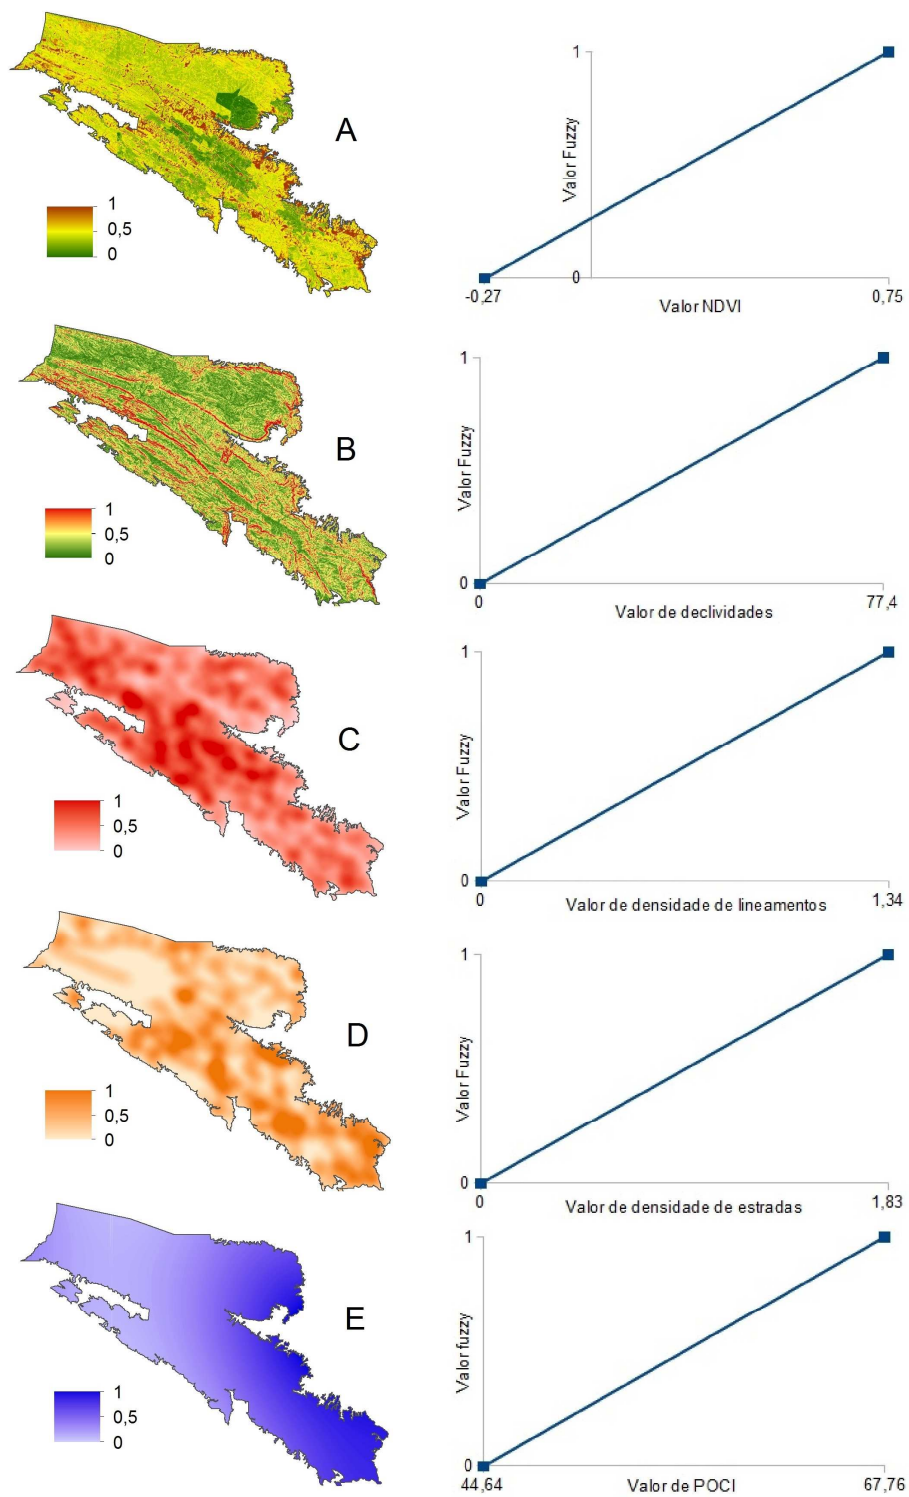 A
1
0,5
0
1
Valor Fuzzy
0
-0,27
Valor NDVI
0,75
B
1
0,5
0
1
Valor Fuzzy
0
0
Valor de declividades
77,4
C
1
0,5
0
1
Valor Fuzzy
0
0
Valor de densidade de lineamentos
1,34
D
1
0,5
0
1
Valor Fuzzy
0
0
Valor de densidade de estradas
1,83
E
1
0,5
0
1
Valor fuzzy
0
44,64
Valor de POCI
67,76